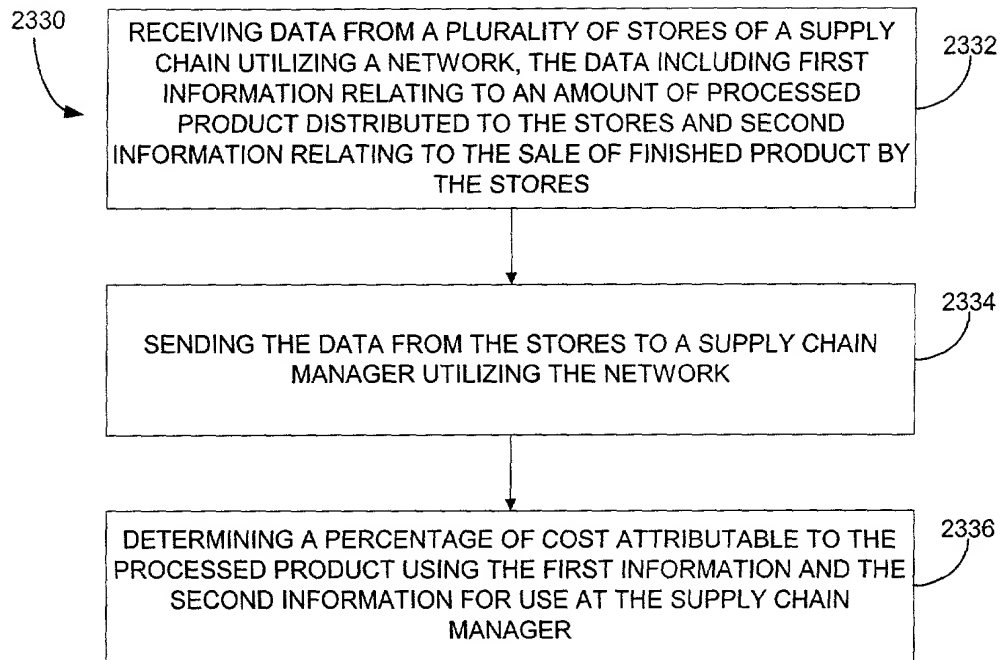 2330
RECEIVING DATA FROM A PLURALITY OF STORES OF A SUPPLY
CHAIN UTILIZING A NETWORK, THE DATA INCLUDING FIRST
INFORMATION RELATING TO AN AMOUNT OF PROCESSED
PRODUCT DISTRIBUTED TO THE STORES AND SECOND
INFORMATION RELATING TO THE SALE OF FINISHED PRODUCT BY
THE STORES
2332
SENDING THE DATA FROM THE STORES TO A SUPPLY CHAIN
MANAGER UTILIZING THE NETWORK
2334
DETERMINING A PERCENTAGE OF COST ATTRIBUTABLE TO THE
PROCESSED PRODUCT USING THE FIRST INFORMATION AND THE
SECOND INFORMATION FOR USE AT THE SUPPLY CHAIN
MANAGER
2336